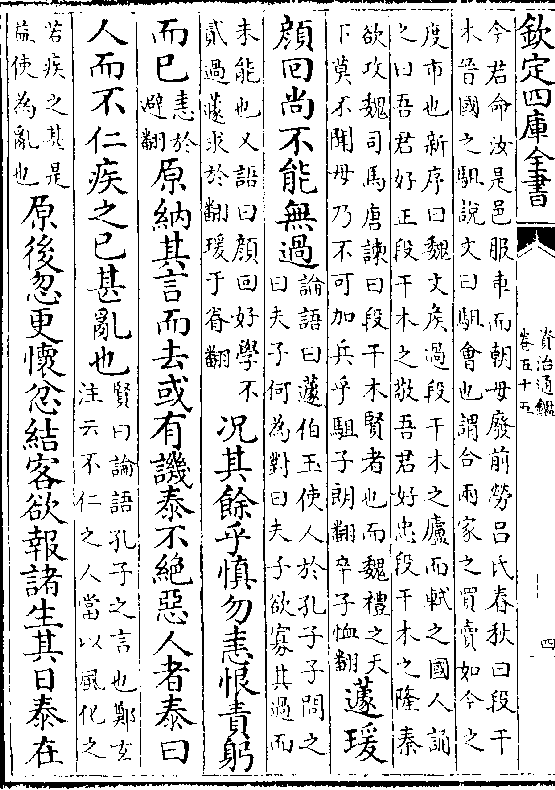 欽定四庫全書
資治通鑑
卷五十五
四
今君命汝是邑服車而朝毋廢前勞吕氏春秋曰段干
木晉國之駔說文曰駔會也謂合兩家之買賣如今之
度市也新序曰魏文侯過段干木之廬而軾之國人誦
之曰吾君好正段干木之敬吾君好忠段干木之隆秦
欲攻魏司馬唐諫曰段干木賢者也而魏禮之天
下莫不聞毋乃不可加兵乎駔子朗翻卒子恤翻
蘧瑗
顔回尚不能無過
論語曰蘧伯玉使人於孔子子問之
曰夫子何為對曰夫子欲寡其過而
未能也又語曰顔回好學不
貳過蘧求於翻瑗于眷翻
况其餘乎慎勿恚恨責躬
而已
恚於
避翻
原納其言而去或有譏泰不絶惡人者泰曰
人而不仁疾之已甚亂也
賢曰論語孔子之言也鄭玄
注云不仁之人當以風化之
若疾之甚是
益使為亂也
原後忽更懷忿結客欲報諸生其日泰在